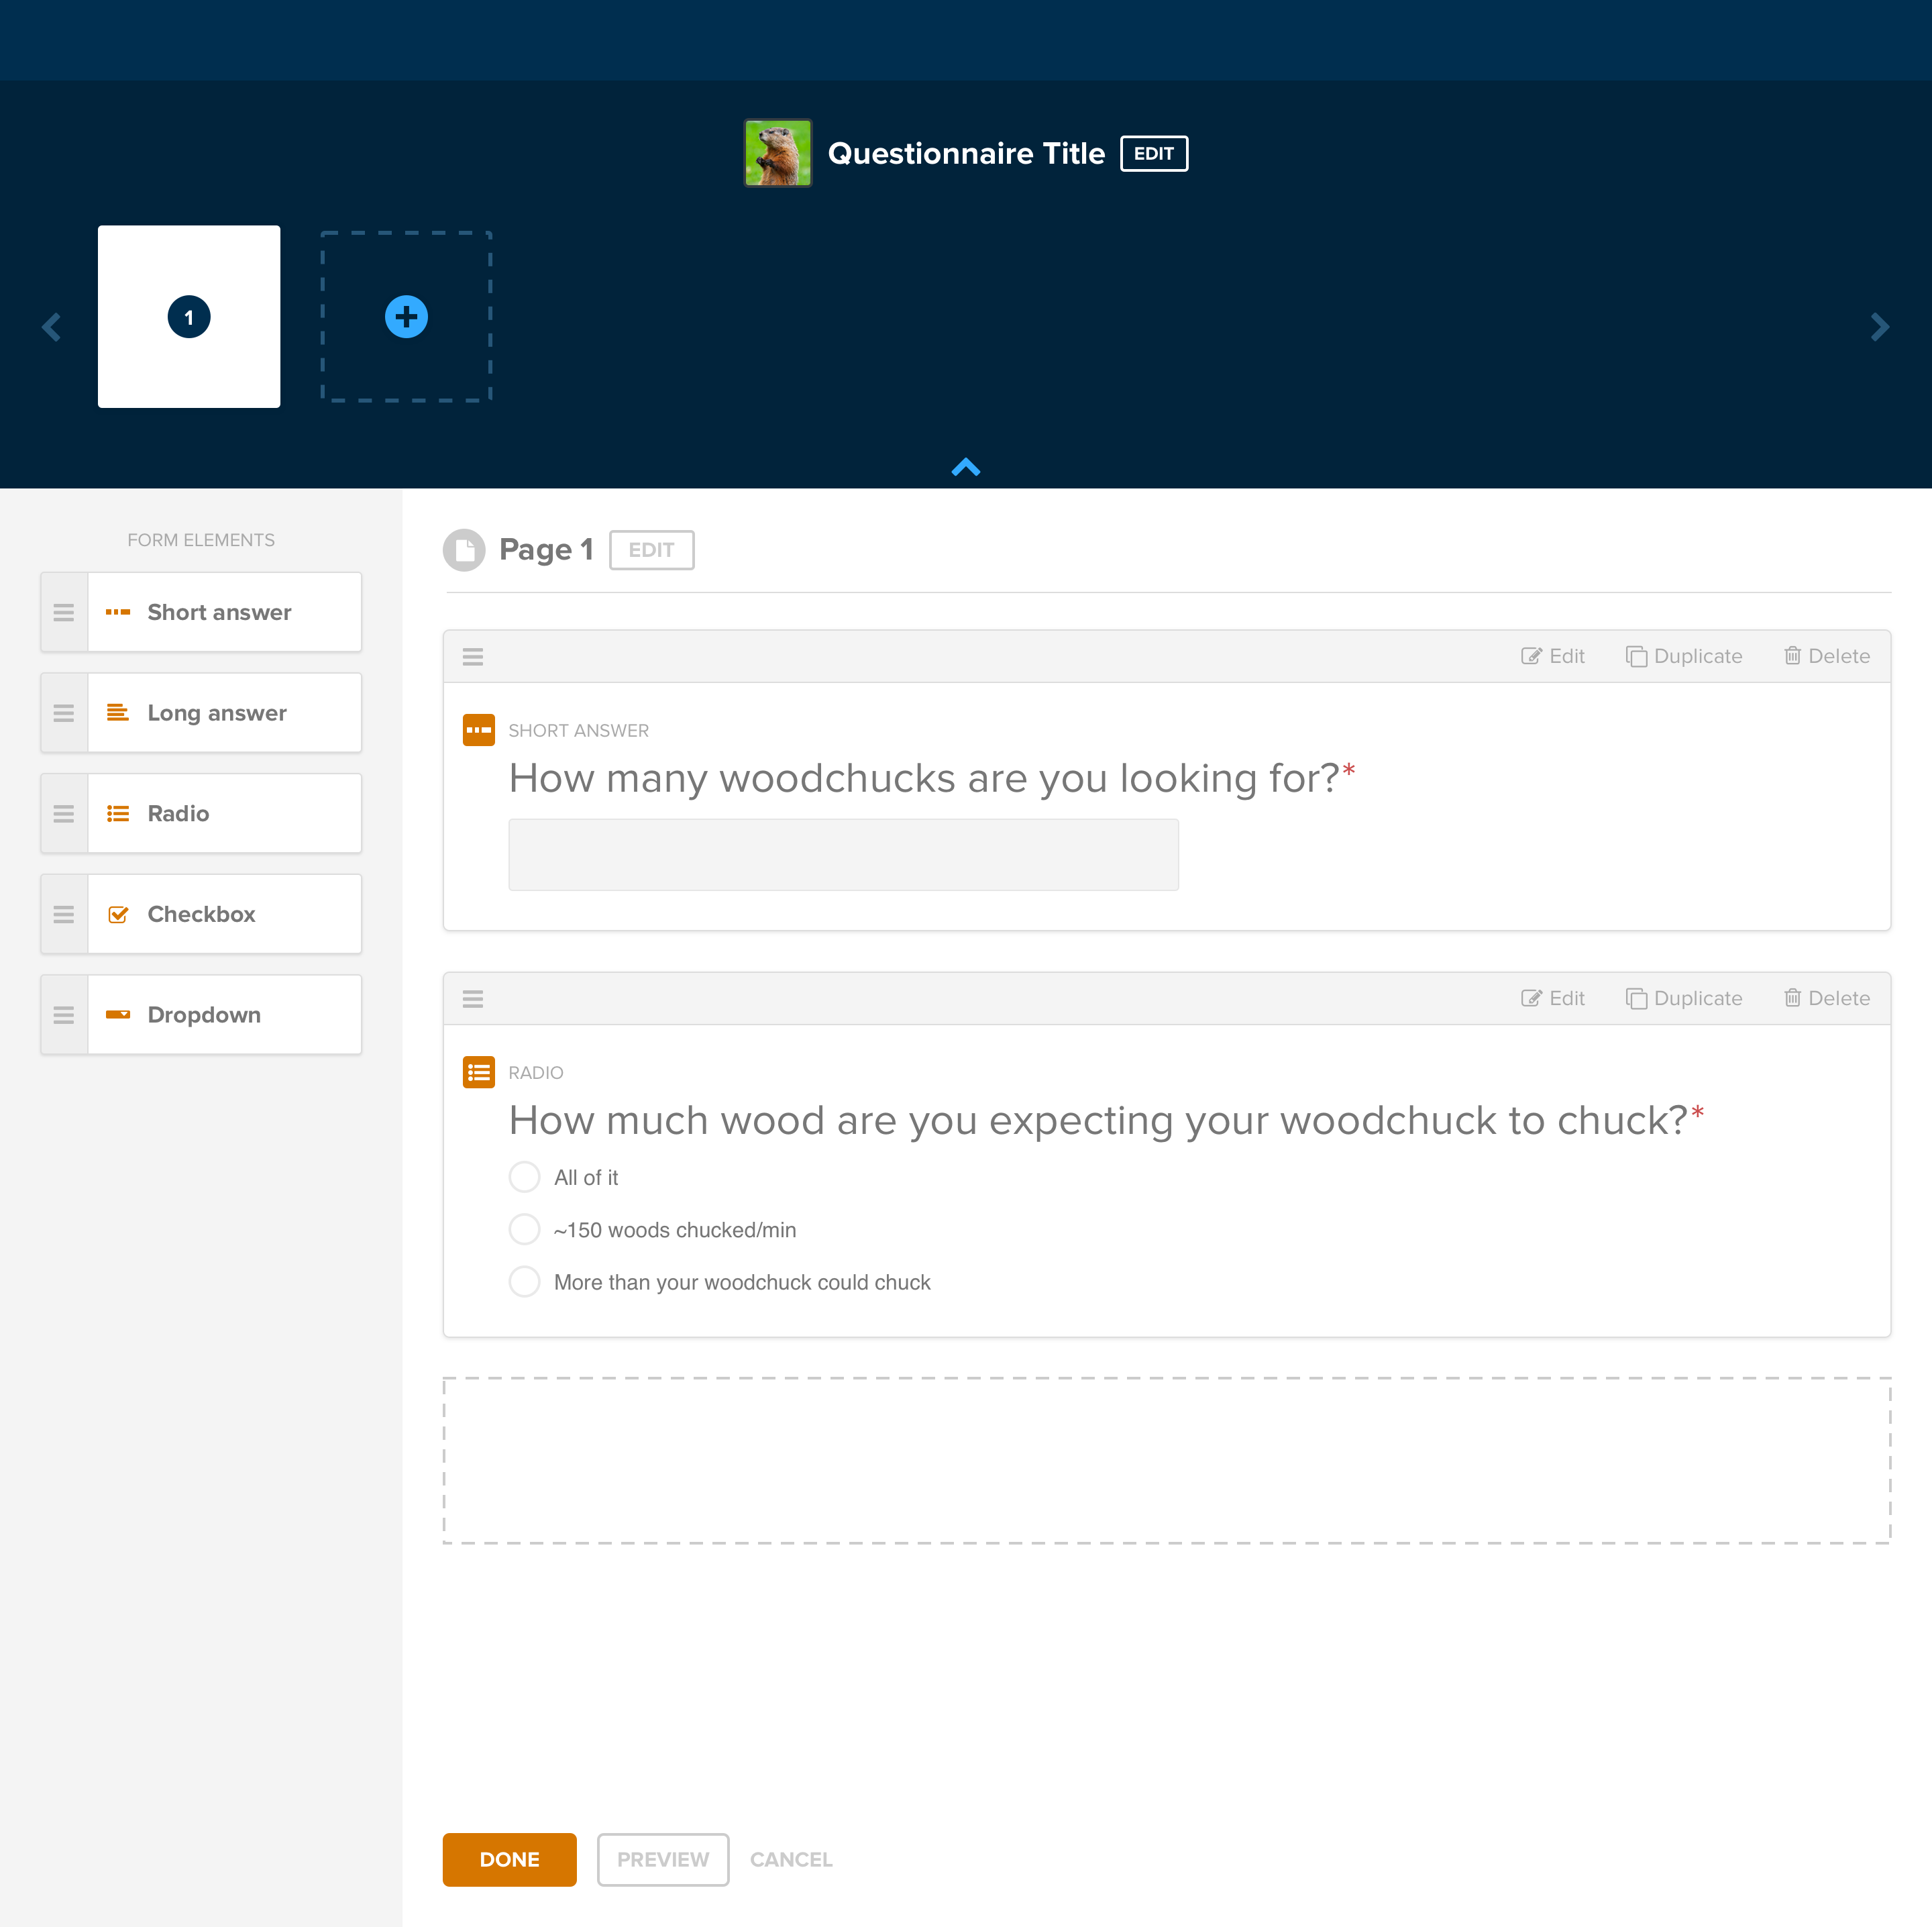 Questionnaire Title EDIT
1
FORM ELEMENTS
Short answer
Long answer
Radio
Checkbox
Dropdown
Page 1 EDIT
Edit Duplicate Delete
SHORT ANSWER
How many woodchucks are you looking for?*
Edit Duplicate Delete
RADIO
How much wood are you expecting your woodchuck to chuck?*
All of it
~150 woods chucked/min
More than your woodchuck could chuck
DONE PREVIEW CANCEL